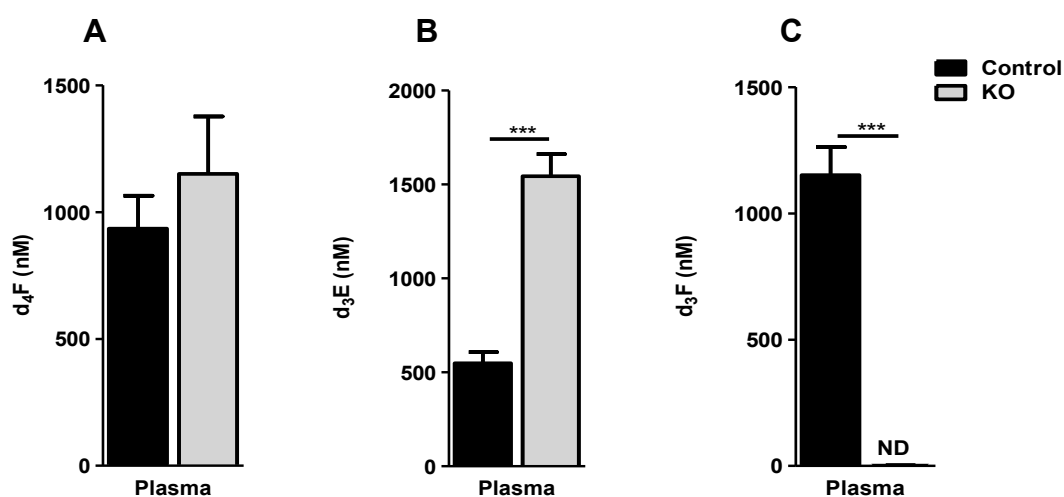 A
1500
1000
500
0
d₄F (nM)
Plasma
B
2000
1500
1000
500
0
d₃E (nM)
***
Plasma
C
1500
1000
500
0
d₃F (nM)
***
ND
Plasma
Control
KO